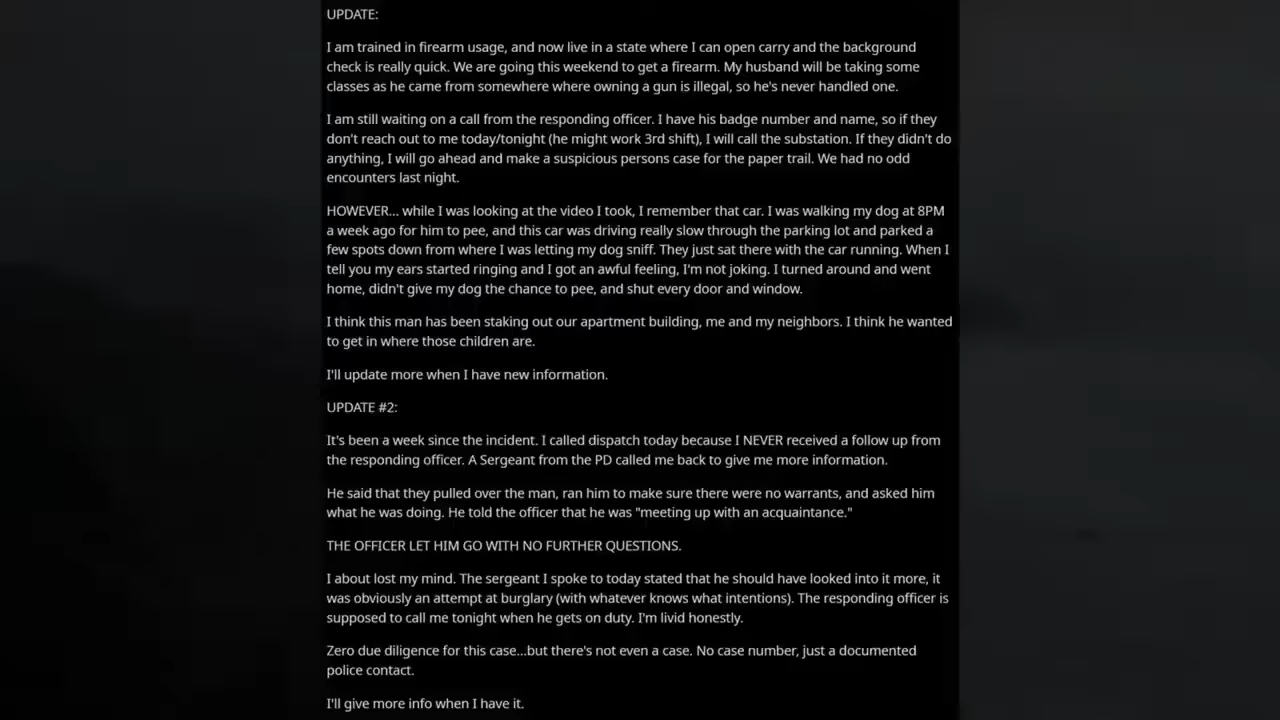 UPDATE:
I am trained in firearm usage, and now live in a state where I can open carry and the background
check is really quick. We are going this weekend to get a firearm. My husband will be taking some
classes as he came from somewhere where owning a gun is illegal, so he's never handled one.
I am still waiting on a call from the responding officer. I have his badge number and name, so if they
don't reach out to me today/tonight (he might work 3rd shift), I will call the substation. If they didn't do
anything, I will go ahead and make a suspicious persons case for the paper trail. We had no odd
encounters last night.
HOWEVER... while I was looking at the video I took, I remember that car. I was walking my dog at 8PM
a week ago for him to pee, and this car was driving really slow through the parking lot and parked a
few spots down from where I was letting my dog sniff. They just sat there with the car running. When I
tell you my ears started ringing and I got an awful feeling, I'm not joking. I turned around and went
home, didn't give my dog the chance to pee, and shut every door and window.
I think this man has been staking out our apartment building, me and my neighbors. I think he wanted
to get in where those children are.
I'll update more when I have new information.
UPDATE #2:
It's been a week since the incident. I called dispatch today because I NEVER received a follow up from
the responding officer. A Sergeant from the PD called me back to give me more information.
He said that they pulled over the man, ran him to make sure there were no warrants, and asked him
what he was doing. He told the officer that he was "meeting up with an acquaintance."
THE OFFICER LET HIM GO WITH NO FURTHER QUESTIONS.
I about lost my mind. The sergeant I spoke to today stated that he should have looked into it more, it
was obviously an attempt at burglary (with whatever knows what intentions). The responding officer is
supposed to call me tonight when he gets on duty. I'm livid honestly.
Zero due diligence for this case...but there's not even a case. No case number, just a documented
police contact.
I'll give more info when I have it.